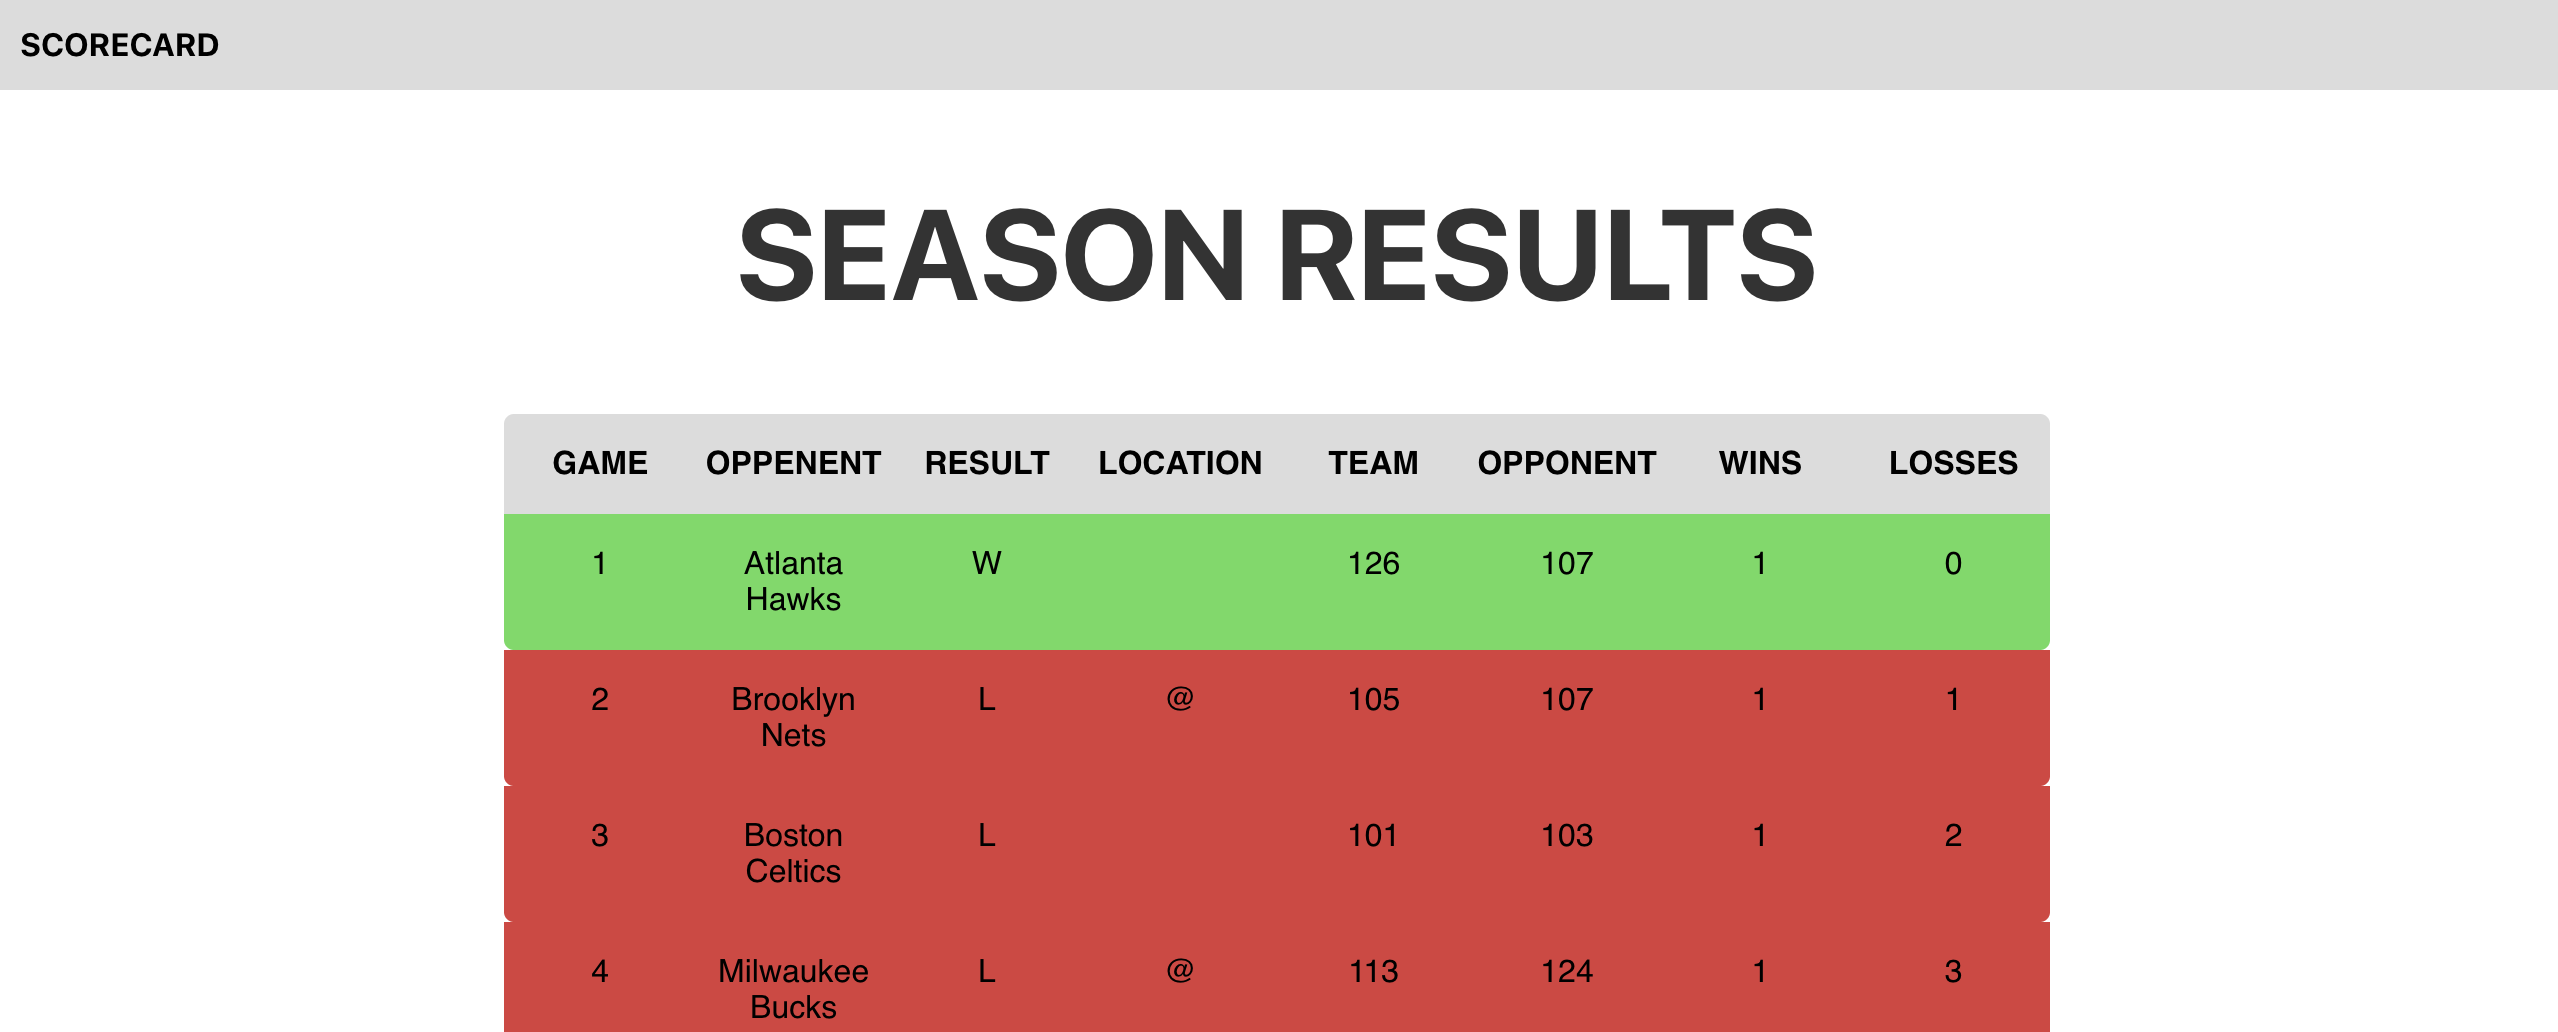 SCORECARD
SEASON RESULTS
GAME OPPENENT RESULT LOCATION TEAM OPPONENT WINS LOSSES
1 Atlanta W 126 107 1 0
Hawks
2 Brooklyn L @ 105 107 1 1
Nets
3 Boston L 101 103 1 2
Celtics
4 Milwaukee L @ 113 124 1 3
Bucks